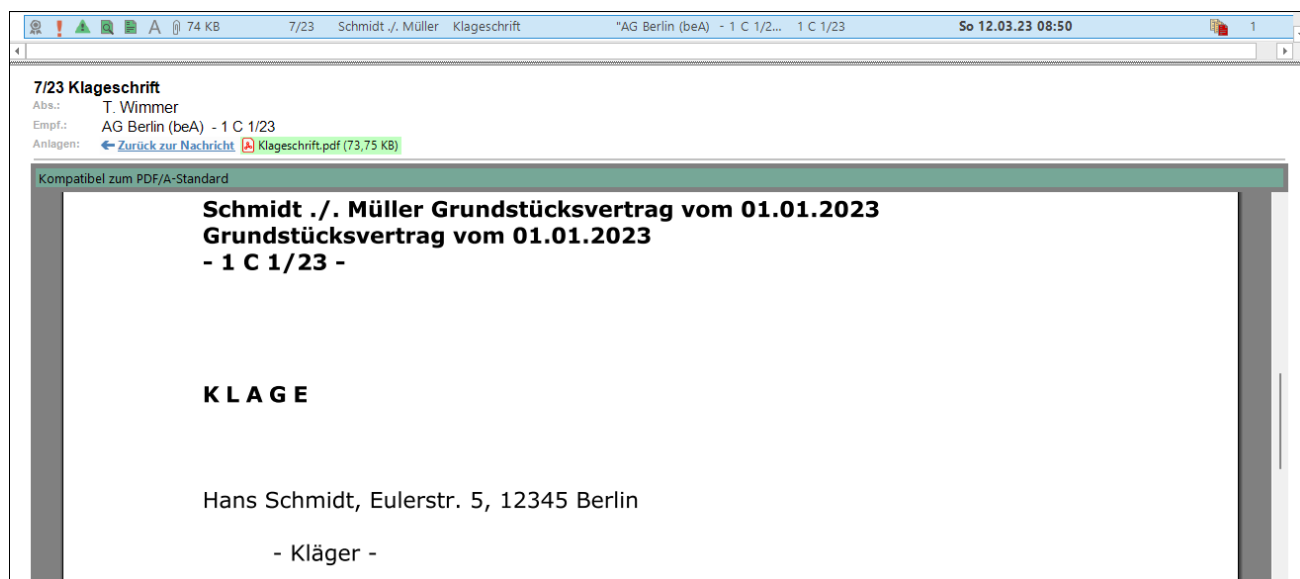 A 74 KB 7/23 Schmidt ./. Müller Klageschrift "AG Berlin (beA) - 1 C 1/2... 1 C 1/23 So 12.03.23 08:50 1
7/23 Klageschrift
Abs.: T. Wimmer
Empf.: AG Berlin (beA) - 1 C 1/23
Anlagen: Zurück zur Nachricht Klageschrift.pdf (73,75 KB)
Kompatibel zum PDF/A-Standard
Schmidt ./. Müller Grundstücksvertrag vom 01.01.2023
Grundstücksvertrag vom 01.01.2023
- 1 C 1/23 -
K L A G E
Hans Schmidt, Eulerstr. 5, 12345 Berlin
- Kläger -